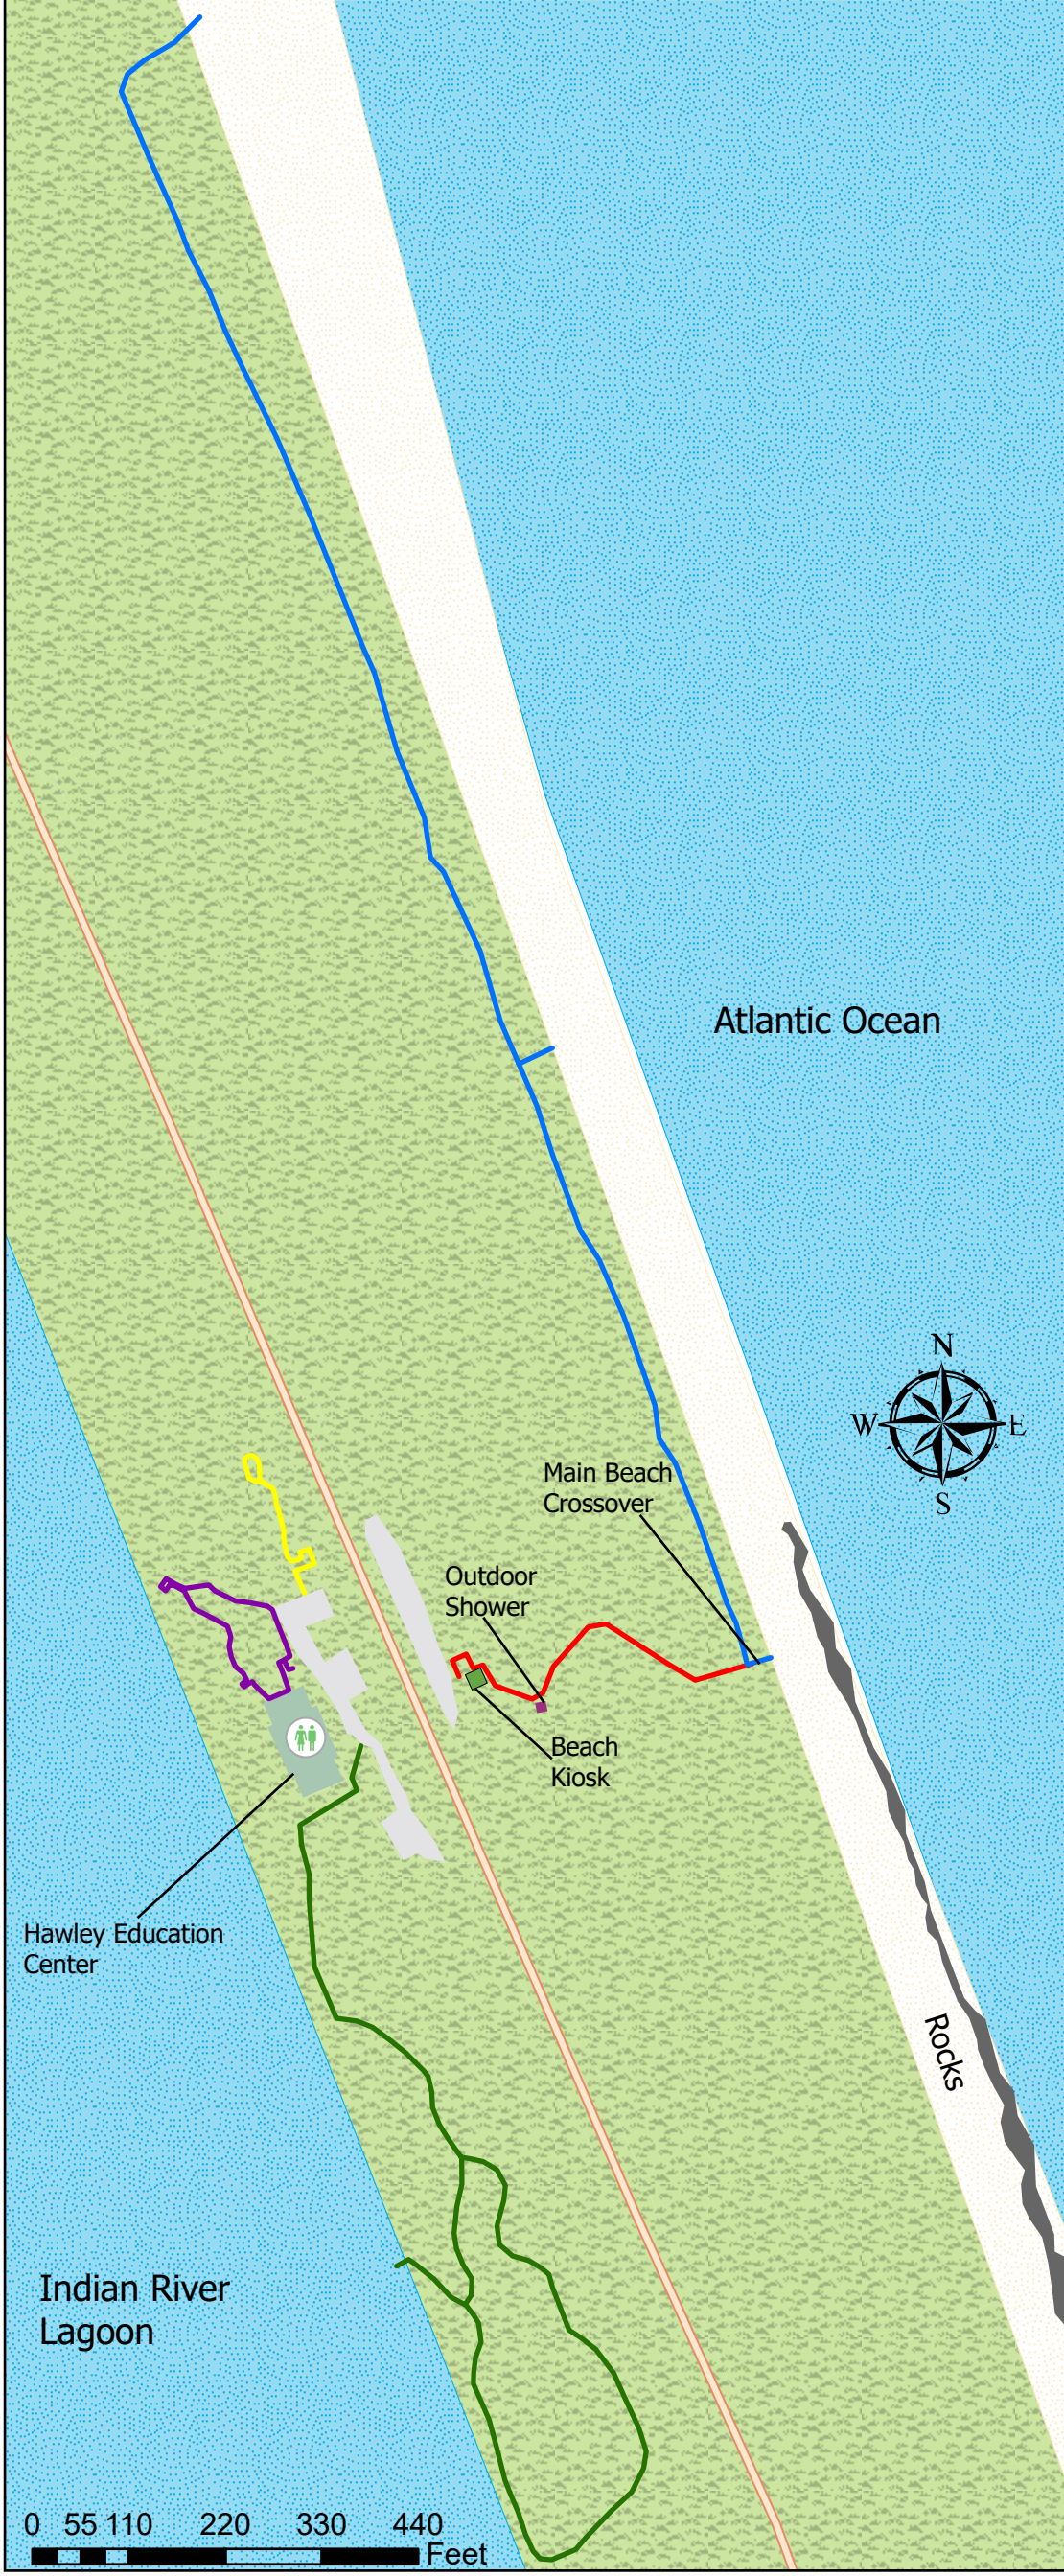 Atlantic Ocean
N
W
E
S
Main Beach
Crossover
Outdoor
Shower
Beach
Kiosk
Hawley Education
Center
Rocks
Indian River
Lagoon
0 55 110 220 330 440
Feet